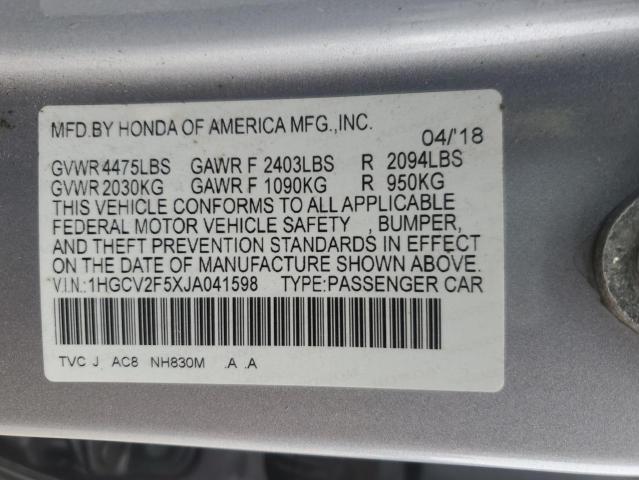 MFD.BY HONDA OF AMERICA MFG.,INC.
04/'18
GVWR 4475LBS GAWR F 2403LBS R 2094LBS
GVWR 2030KG GAWR F 1090KG R 950KG
THIS VEHICLE CONFORMS TO ALL APPLICABLE
FEDERAL MOTOR VEHICLE SAFETY , BUMPER,
AND THEFT PREVENTION STANDARDS IN EFFECT
ON THE DATE OF MANUFACTURE SHOWN ABOVE.
V.I.N.:1HGCV2F5XJA041598 TYPE:PASSENGER CAR
TVC J AC8 NH830M .A .A